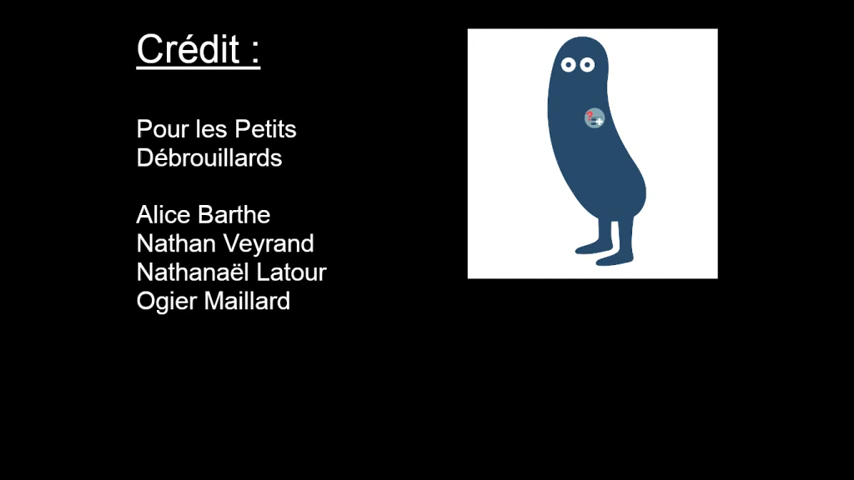 Crédit :
Pour les Petits
Débrouillards
Alice Barthe
Nathan Veyrand
Nathanaël Latour
Ogier Maillard